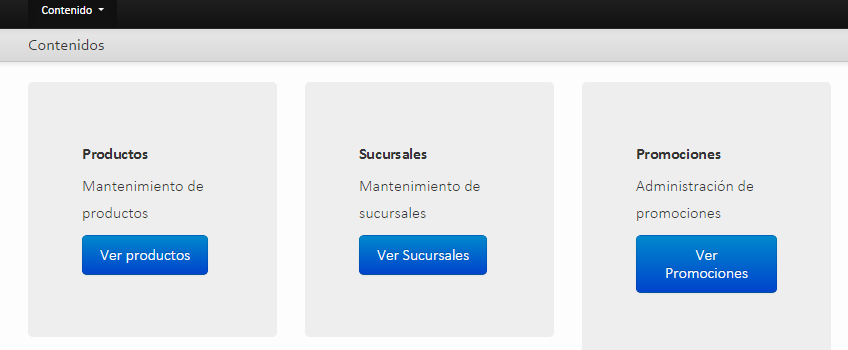 Contenido
Contenidos
Productos
Mantenimiento de
productos
Ver productos
Sucursales
Mantenimiento de
sucursales
Ver Sucursales
Promociones
Administración de
promociones
Ver
Promociones